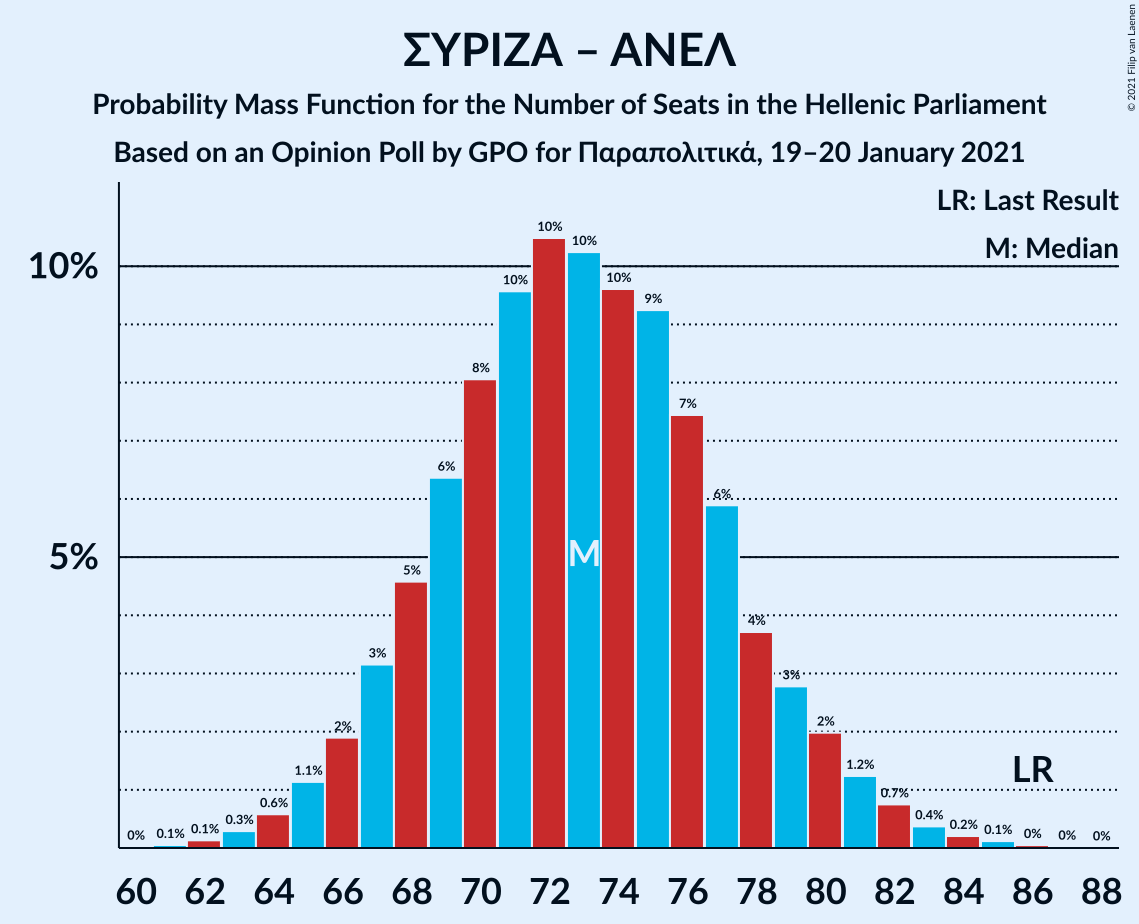 ΣΥΡΙΖΑ – ΑΝΕΛ
Probability Mass Function for the Number of Seats in the Hellenic Parliament
Based on an Opinion Poll by GPO for Παραπολιτικά, 19–20 January 2021
© 2021 Filip van Laenen
LR: Last Result
M: Median
10%
5%
0% 0.1% 0.1% 0.3% 0.6% 1.1% 2% 3% 5% 6% 8% 10% 10% 10% 10% 9% 7% 6% 4% 3% 2% 1.2% 0.7% 0.4% 0.2% 0.1% 0% 0% 0%
M
LR
60 62 64 66 68 70 72 74 76 78 80 82 84 86 88